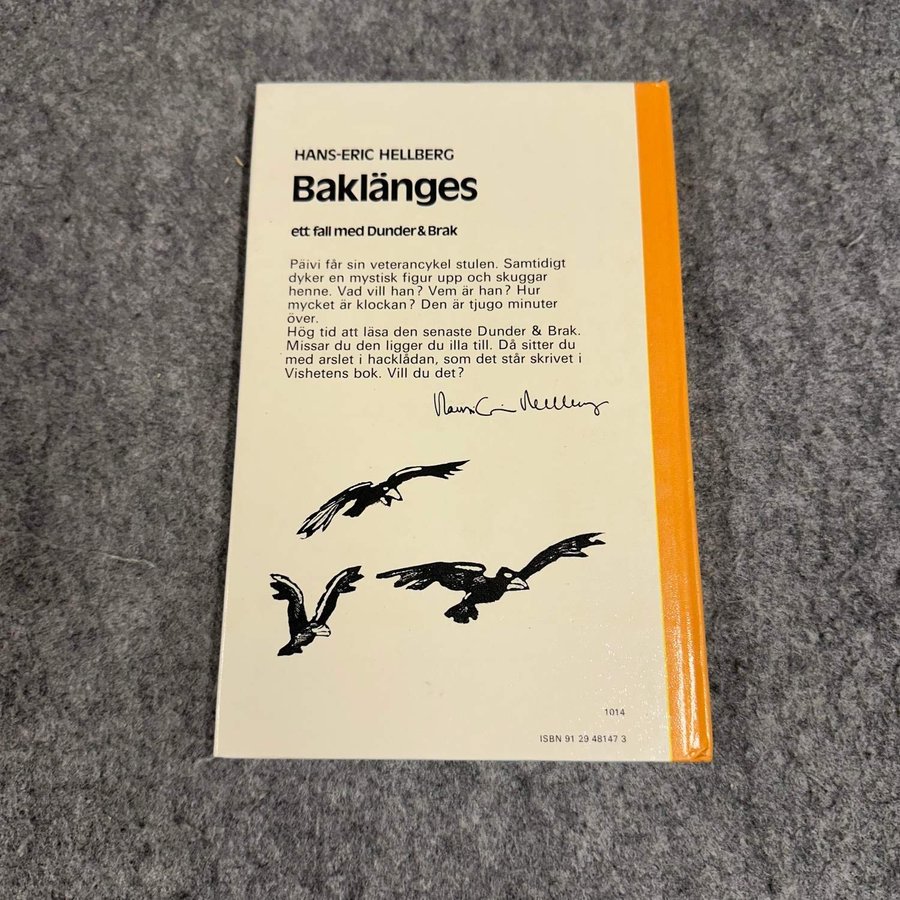 HANS-ERIC HELLBERG
Baklänges
ett fall med Dunder & Brak
Päivi får sin veterancykel stulen. Samtidigt
dyker en mystisk figur upp och skuggar
henne. Vad vill han? Vem är han? Hur
mycket är klockan? Den är tjugo minuter
över.
Hög tid att läsa den senaste Dunder & Brak.
Missar du den ligger du illa till. Då sitter du
med arslet i hacklådan, som det står skrivet i
Vishetens bok. Vill du det?
Hans-Eric Hellberg
1014
ISBN 91 29 48147 3